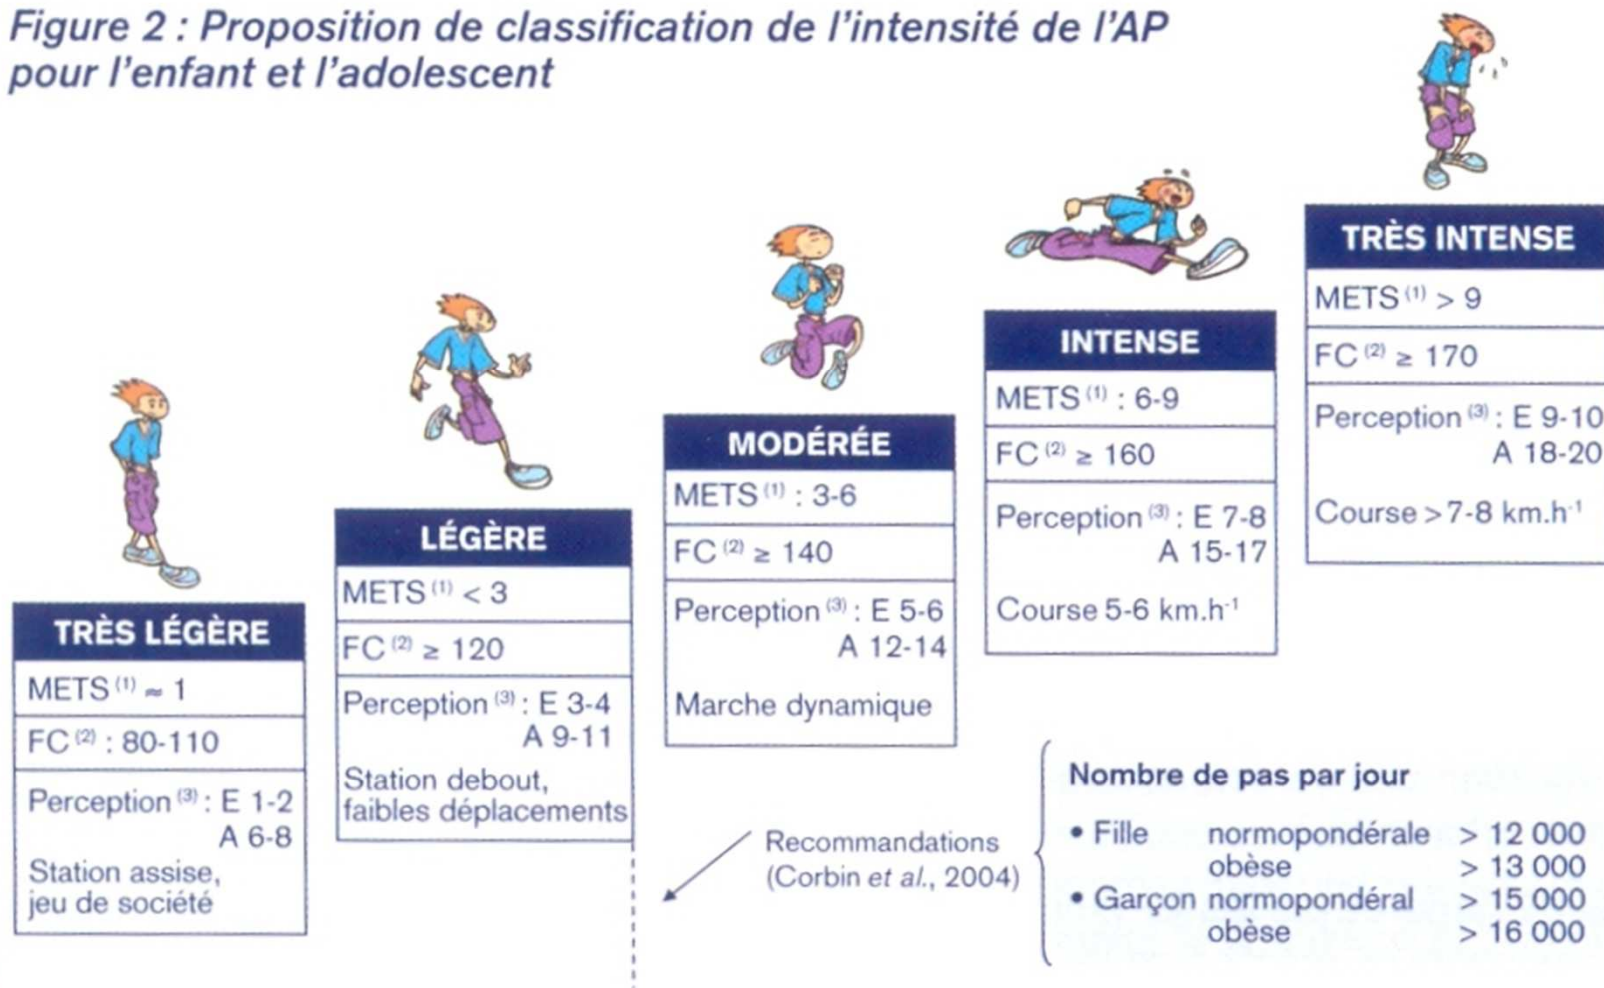 Figure 2 : Proposition de classification de l'intensité de l'AP
pour l'enfant et l'adolescent
TRÈS LÉGÈRE
METS (1) ≈ 1
FC (2) : 80-110
Perception (3) : E 1-2
A 6-8
Station assise,
jeu de société
LÉGÈRE
METS (1) < 3
FC (2) ≥ 120
Perception (3) : E 3-4
A 9-11
Station debout,
faibles déplacements
MODÉRÉE
METS (1) : 3-6
FC (2) ≥ 140
Perception (3) : E 5-6
A 12-14
Marche dynamique
INTENSE
METS (1) : 6-9
FC (2) ≥ 160
Perception (3) : E 7-8
A 15-17
Course 5-6 km.h-1
TRÈS INTENSE
METS (1) > 9
FC (2) ≥ 170
Perception (3) : E 9-10
A 18-20
Course > 7-8 km.h-1
Recommandations
(Corbin et al., 2004)
Nombre de pas par jour
• Fille normopondérale > 12 000
obèse > 13 000
• Garçon normopondéral > 15 000
obèse > 16 000